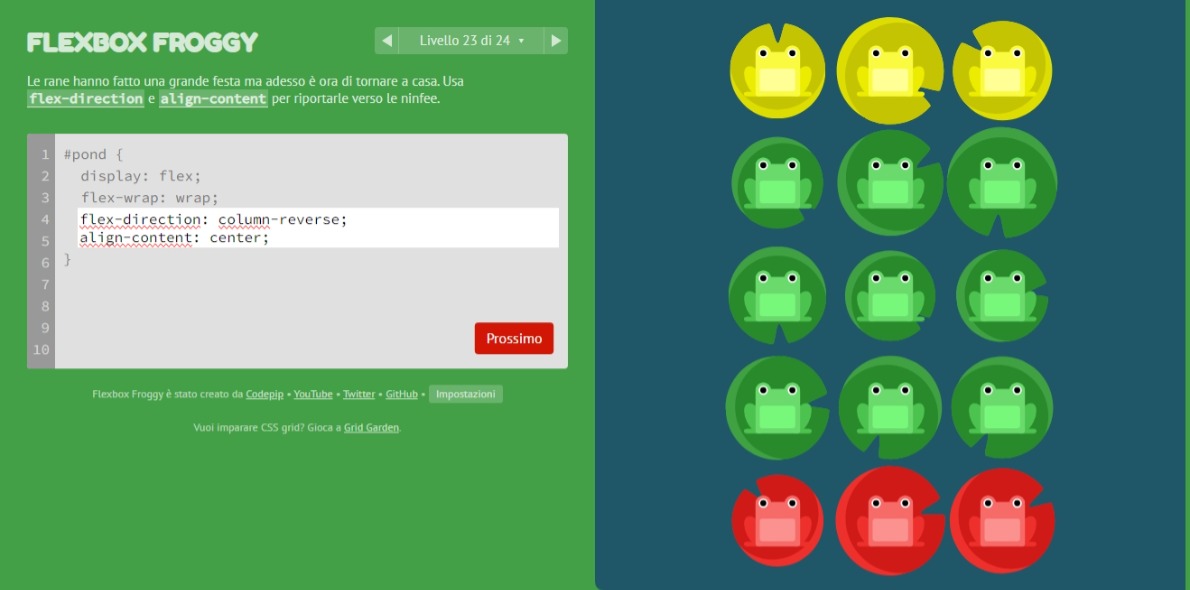 FLEXBOX FROGGY
Livello 23 di 24
Le rane hanno fatto una grande festa ma adesso è ora di tornare a casa. Usa
flex-direction e align-content per riportarle verso le ninfee.
1 #pond {
2 display: flex;
3 flex-wrap: wrap;
4 flex-direction: column-reverse;
5 align-content: center;
6 }
7
8
9
10
Prossimo
Flexbox Froggy è stato creato da Codepip • YouTube • Twitter • GitHub • Impostazioni
Vuoi imparare CSS grid? Gioca a Grid Garden.